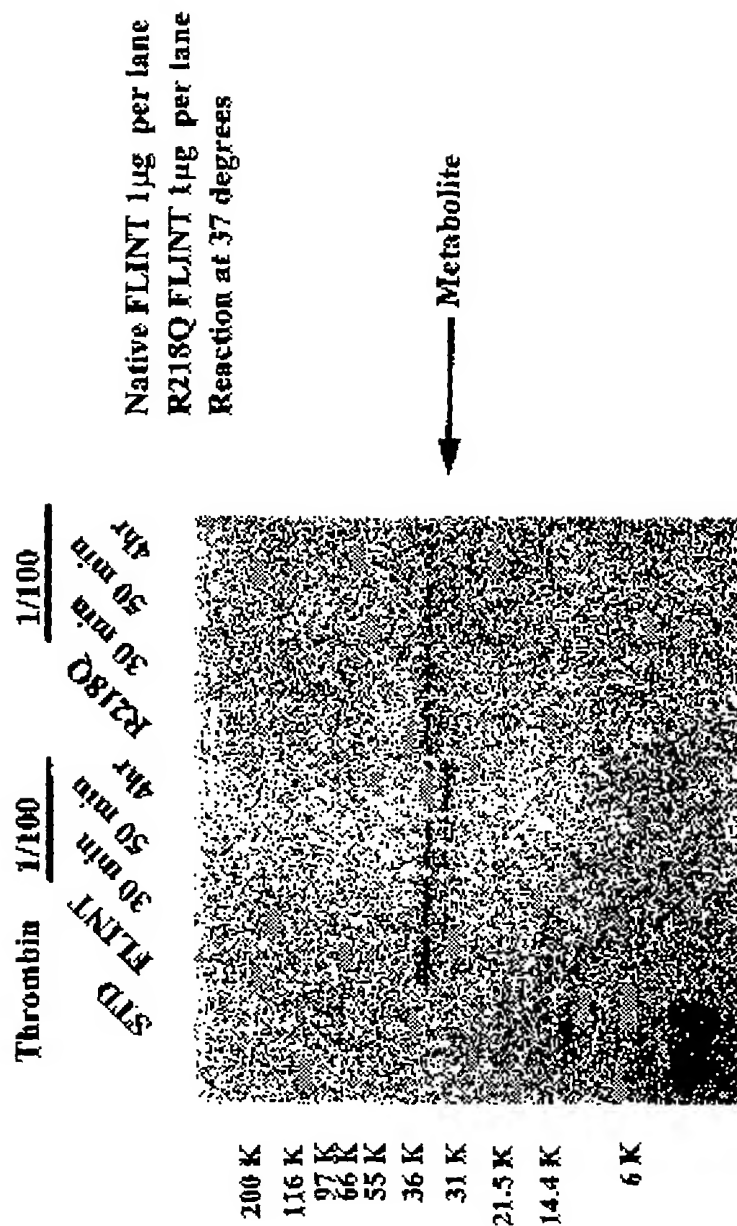 Thrombin 1/100 1/100
STD FLINT 30 min 50 min 4hr R218Q 30 min 50 min 4hr
Native FLINT 1µg per lane
R218Q FLINT 1µg per lane
Reaction at 37 degrees
200 K
116 K
97 K
66 K
55 K
36 K
Metabolite
31 K
21.5 K
14.4 K
6 K